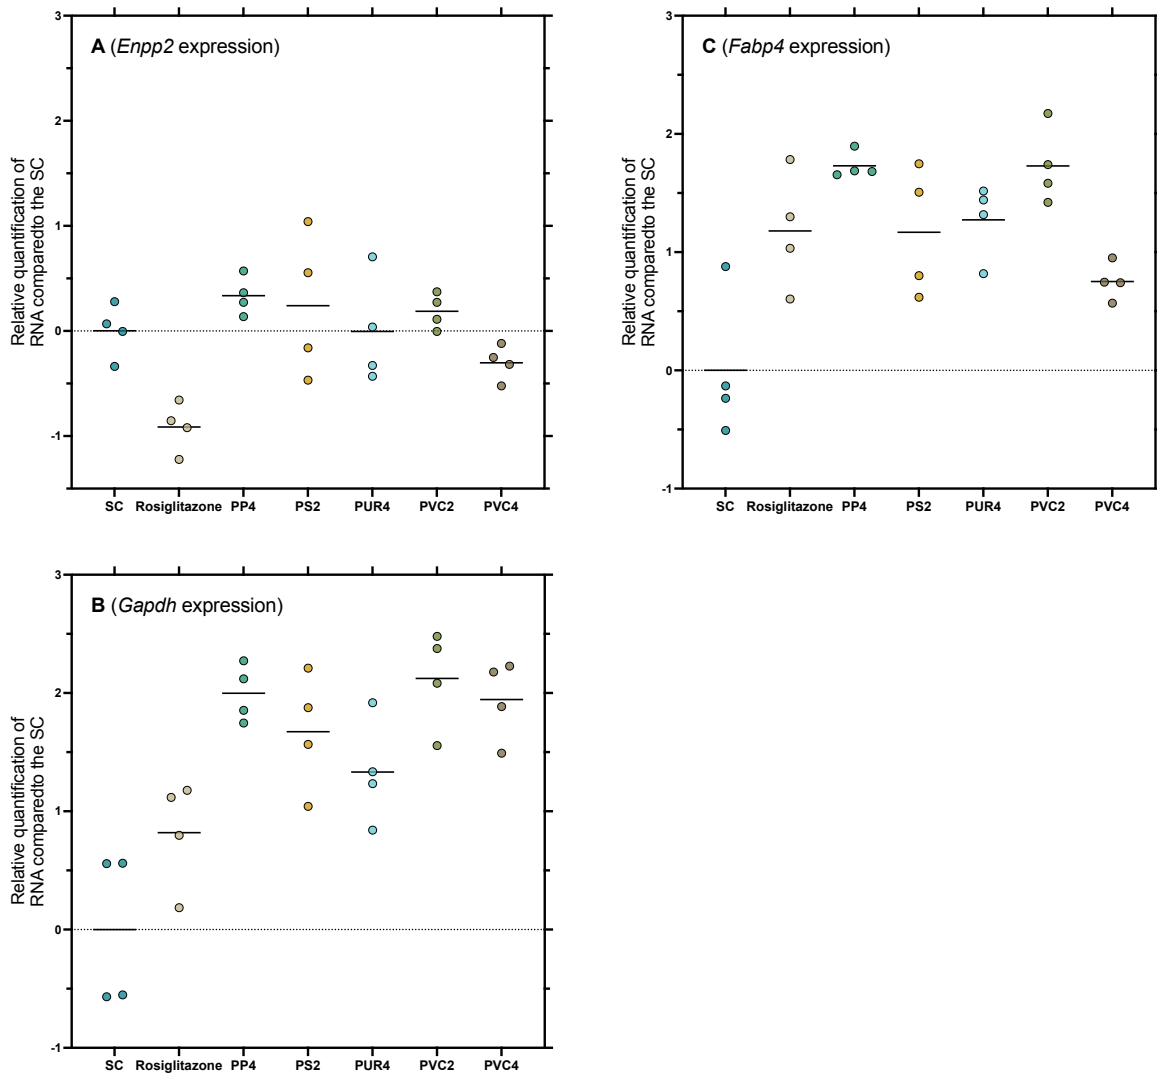 A (Enpp2 expression)
Relative quantification of
RNA comparedto the SC
3
2
1
0
-1
SC Rosiglitazone PP4 PS2 PUR4 PVC2 PVC4
C (Fabp4 expression)
Relative quantification of
RNA comparedto the SC
3
2
1
0
-1
SC Rosiglitazone PP4 PS2 PUR4 PVC2 PVC4
B (Gapdh expression)
Relative quantification of
RNA comparedto the SC
3
2
1
0
-1
SC Rosiglitazone PP4 PS2 PUR4 PVC2 PVC4